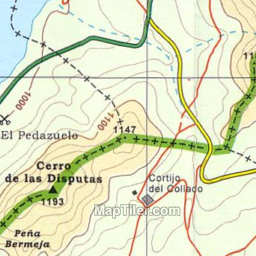 1000
1100
1147
El Pedazuelo
Cerro
de las Disputas
1193
Cortijo
del Collado
Peña
Bermeja
MapTiler.com